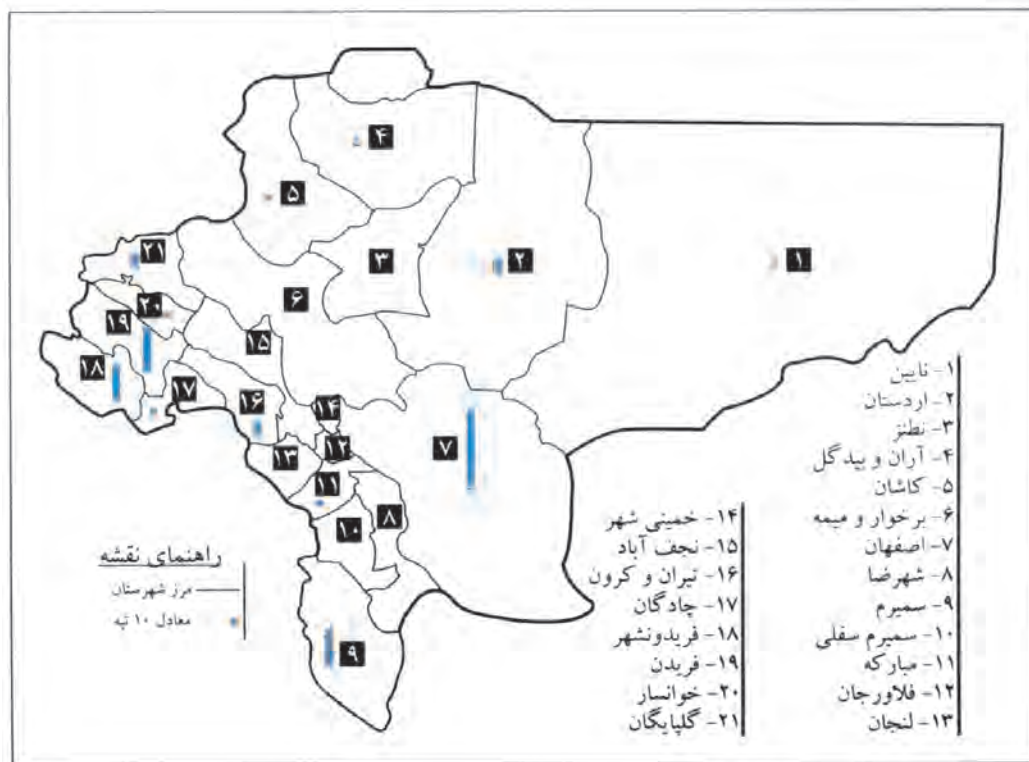 ۴
۵
۲۱
۳
۲
۱
۲۰
۶
۱۹
۱۵
۱۸
۱۷
۱۶
۱۴
۷
۱۲
۱۳
۱۱
۸
۱۰
۹
۱- نایین
۲- اردستان
۳- نطنز
۴- آران و بیدگل
۵- کاشان
۶- برخوار و میمه
۷- اصفهان
۸- شهرضا
۹- سمیرم
۱۰- سمیرم سفلی
۱۱- مبارکه
۱۲- فلاورجان
۱۳- لنجان
۱۴- خمینی شهر
۱۵- نجف آباد
۱۶- تیران و کرون
۱۷- چادگان
۱۸- فریدونشهر
۱۹- فریدن
۲۰- خوانسار
۲۱- گلپایگان
راهنمای نقشه
مرز شهرستان
معادل ۱۰ تپه